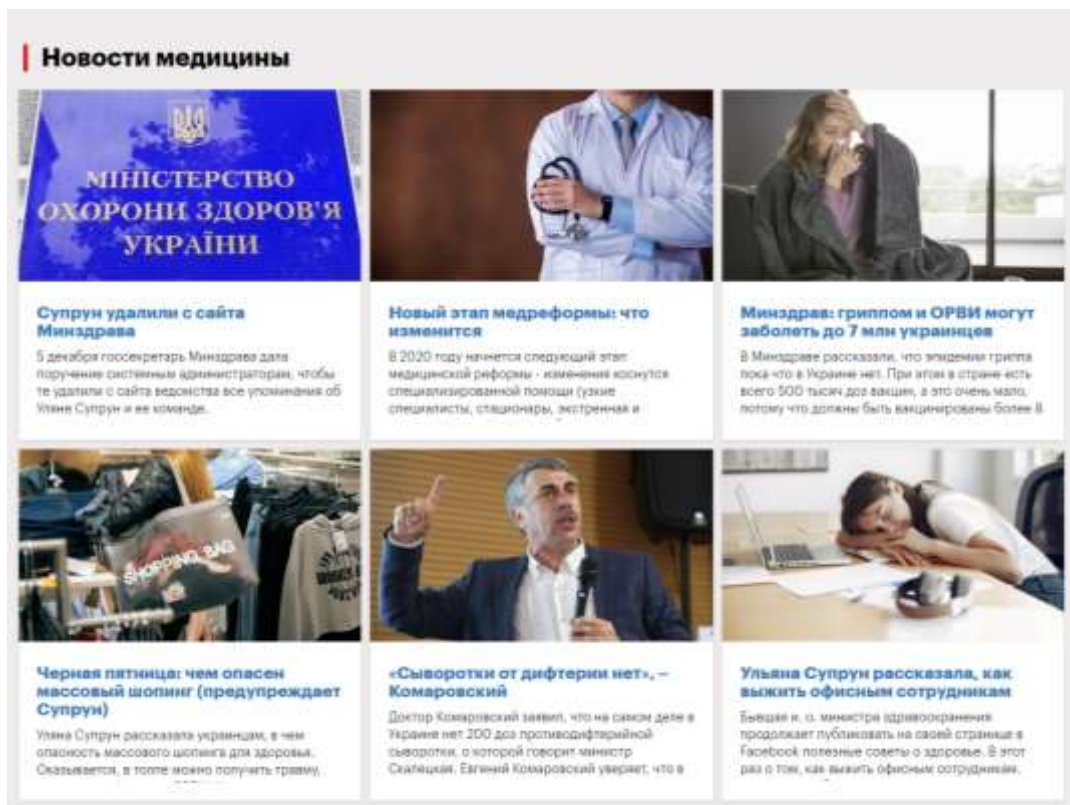 Новости медицины
МІНІСТЕРСТВО
ОХОРОНИ ЗДОРОВ'Я
УКРАЇНИ
Супрун удалили с сайта
Минздрава
5 декабря госсекретарь Минздрава дала
поручение системным администраторам, чтобы
те удалили с сайта ведомства все упоминания об
Уляне Супрун и ее команде.
Новый этап медреформы: что
изменится
В 2020 году начнется следующий этап
медицинской реформы - изменения коснутся
специализированной помощи (узкие
специалисты, стационары, экстренная и
Минздрав: гриппом и ОРВИ могут
заболеть до 7 млн украинцев
В Минздраве рассказали, что эпидемии гриппа
пока что в Украине нет. При этом в стране есть
всего 500 тысяч доз вакцин, а это очень мало,
потому что должны быть вакцинированы более 8
SHOPPING BAG
Черная пятница: чем опасен
массовый шопинг (предупреждает
Супрун)
Уляна Супрун рассказала украинцам, в чем
опасность массового шопинга для здоровья.
Оказывается, в толпе можно получить травму,
«Сыворотки от дифтерии нет», –
Комаровский
Доктор Комаровский заявил, что на самом деле в
Украине нет 200 доз противодифтерийной
сыворотки, о которой говорит министр
Скалецкая. Евгений Комаровский уверяет, что в
Ульяна Супрун рассказала, как
выжить офисным сотрудникам
Бывшая и. о. министра здравоохранения
продолжает публиковать на своей странице в
Facebook полезные советы о здоровье. В этот
раз о том, как выжить офисным сотрудникам.